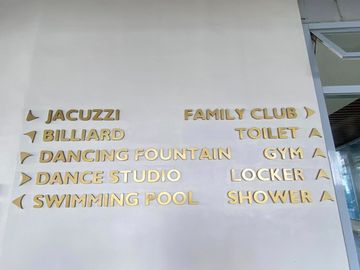 JACUZZI FAMILY CLUB
BILLIARD TOILET
DANCING FOUNTAIN GYM
DANCE STUDIO LOCKER
SWIMMING POOL SHOWER